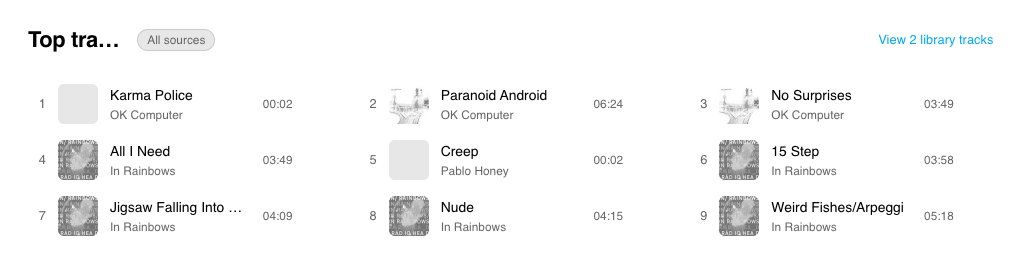 Top tra…
All sources
View 2 library tracks
1
Karma Police
OK Computer
00:02
2
Paranoid Android
OK Computer
06:24
3
No Surprises
OK Computer
03:49
4
All I Need
In Rainbows
03:49
5
Creep
Pablo Honey
00:02
6
15 Step
In Rainbows
03:58
7
Jigsaw Falling Into …
In Rainbows
04:09
8
Nude
In Rainbows
04:15
9
Weird Fishes/Arpeggi
In Rainbows
05:18